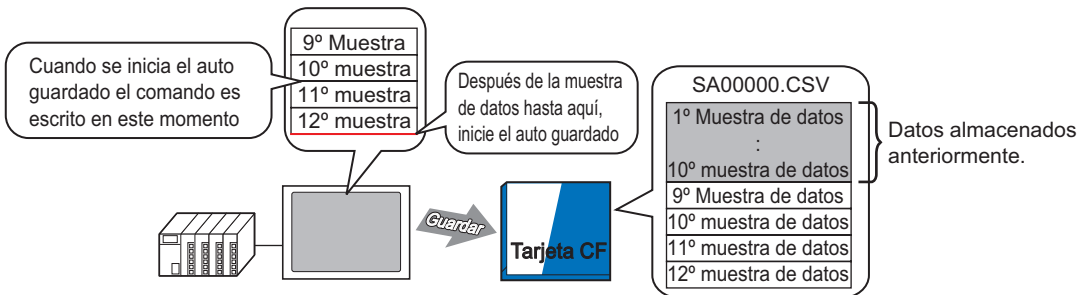 Cuando se inicia el auto
guardado el comando es
escrito en este momento
9º Muestra
10º muestra
11º muestra
12º muestra
Después de la muestra
de datos hasta aquí,
inicie el auto guardado
Guardar
Tarjeta CF
SA00000.CSV
1º Muestra de datos
:
10º muestra de datos
9º Muestra de datos
10º muestra de datos
11º muestra de datos
12º muestra de datos
Datos almacenados
anteriormente.